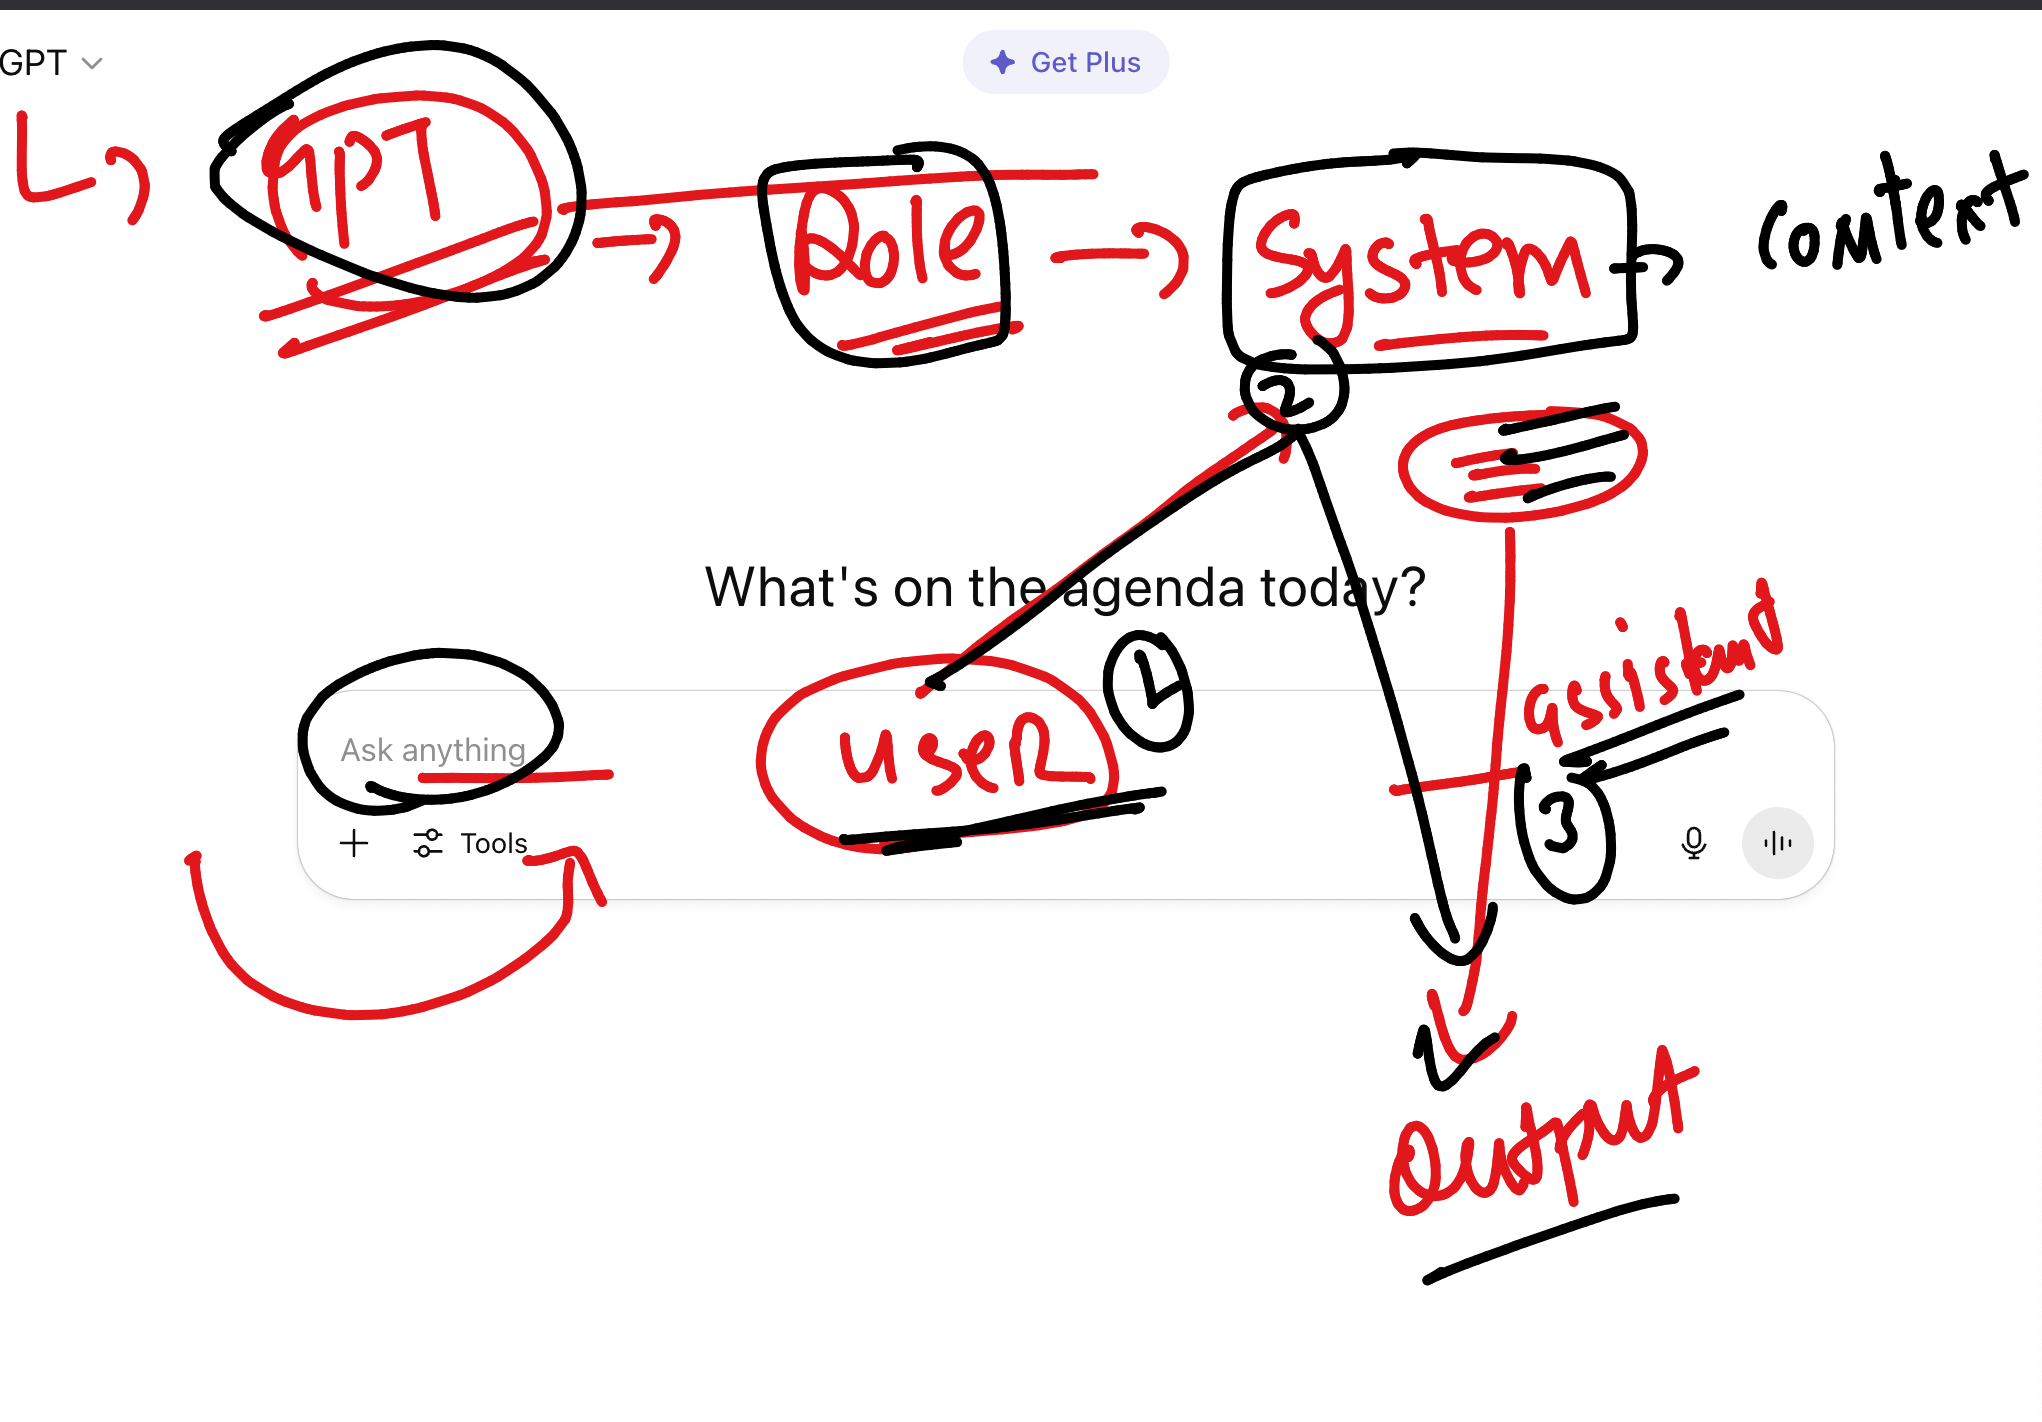 GPT
Get Plus
GPT
Role
System
context
2
What's on the agenda today?
assistant
Ask anything
user
1
3
Tools
Output